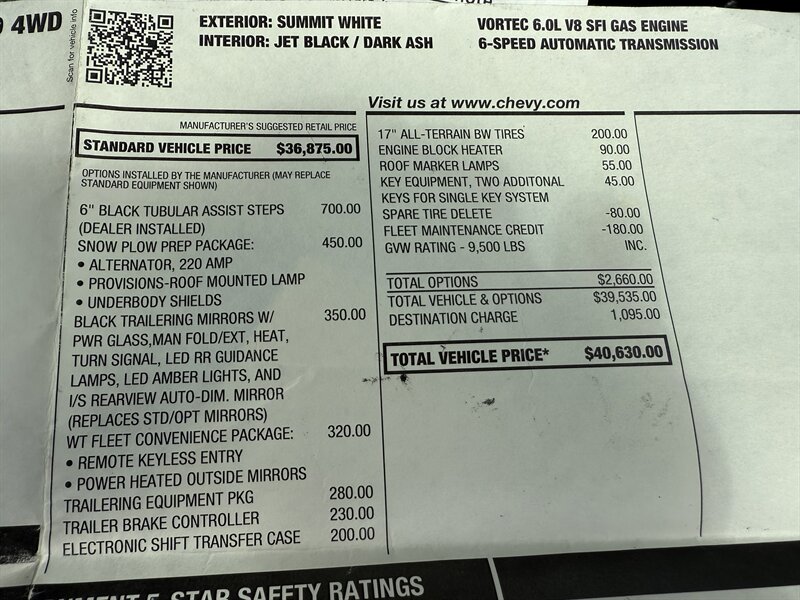 4WD
Scan for vehicle info
EXTERIOR: SUMMIT WHITE
INTERIOR: JET BLACK / DARK ASH
VORTEC 6.0L V8 SFI GAS ENGINE
6-SPEED AUTOMATIC TRANSMISSION
Visit us at www.chevy.com
MANUFACTURER'S SUGGESTED RETAIL PRICE
STANDARD VEHICLE PRICE $36,875.00
OPTIONS INSTALLED BY THE MANUFACTURER (MAY REPLACE
STANDARD EQUIPMENT SHOWN)
6" BLACK TUBULAR ASSIST STEPS 700.00
(DEALER INSTALLED)
SNOW PLOW PREP PACKAGE: 450.00
• ALTERNATOR, 220 AMP
• PROVISIONS-ROOF MOUNTED LAMP
• UNDERBODY SHIELDS
BLACK TRAILERING MIRRORS W/ 350.00
PWR GLASS,MAN FOLD/EXT, HEAT,
TURN SIGNAL, LED RR GUIDANCE
LAMPS, LED AMBER LIGHTS, AND
I/S REARVIEW AUTO-DIM. MIRROR
(REPLACES STD/OPT MIRRORS)
WT FLEET CONVENIENCE PACKAGE: 320.00
• REMOTE KEYLESS ENTRY
• POWER HEATED OUTSIDE MIRRORS
TRAILERING EQUIPMENT PKG 280.00
TRAILER BRAKE CONTROLLER 230.00
ELECTRONIC SHIFT TRANSFER CASE 200.00
17" ALL-TERRAIN BW TIRES 200.00
ENGINE BLOCK HEATER 90.00
ROOF MARKER LAMPS 55.00
KEY EQUIPMENT, TWO ADDITONAL 45.00
KEYS FOR SINGLE KEY SYSTEM
SPARE TIRE DELETE -80.00
FLEET MAINTENANCE CREDIT -180.00
GVW RATING - 9,500 LBS INC.
TOTAL OPTIONS $2,660.00
TOTAL VEHICLE & OPTIONS $39,535.00
DESTINATION CHARGE 1,095.00
TOTAL VEHICLE PRICE* $40,630.00
5-STAR SAFETY RATINGS